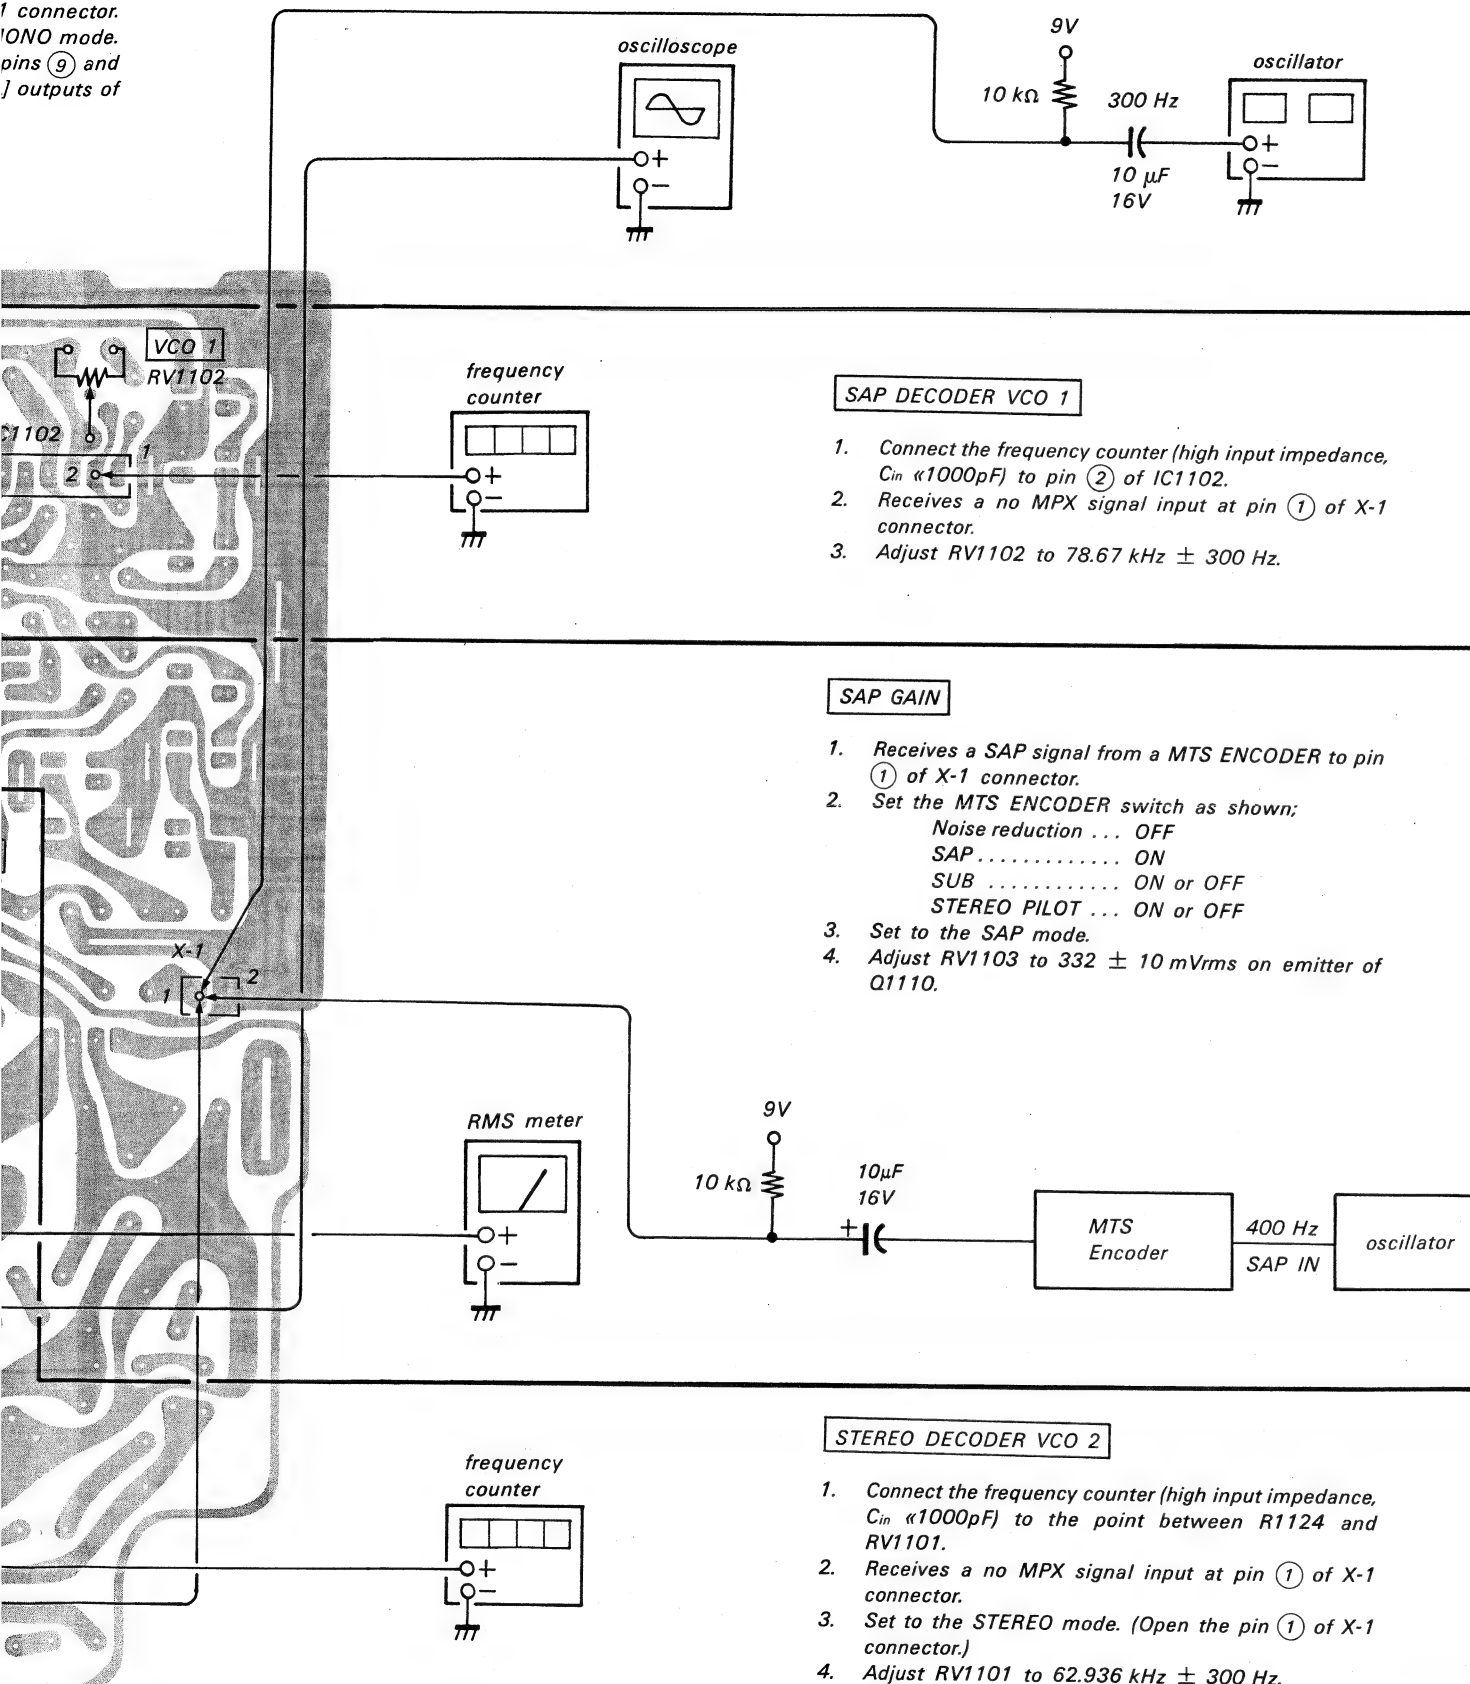 1 connector.
ONO mode.
pins 9 and
] outputs of
oscilloscope
+
−
9V
10 kΩ
300 Hz
10 μF
16V
oscillator
+
−
VCO 1
RV1102
C1102
1
2
frequency
counter
+
−
SAP DECODER VCO 1
1. Connect the frequency counter (high input impedance,
Cin «1000pF) to pin ② of IC1102.
2. Receives a no MPX signal input at pin ① of X-1
connector.
3. Adjust RV1102 to 78.67 kHz ± 300 Hz.
SAP GAIN
1. Receives a SAP signal from a MTS ENCODER to pin
① of X-1 connector.
2. Set the MTS ENCODER switch as shown;
Noise reduction ... OFF
SAP ............. ON
SUB ............ ON or OFF
STEREO PILOT ... ON or OFF
3. Set to the SAP mode.
4. Adjust RV1103 to 332 ± 10 mVrms on emitter of
Q1110.
X-1
1
2
RMS meter
+
−
9V
10 kΩ
10μF
16V
+
MTS
Encoder
400 Hz
SAP IN
oscillator
STEREO DECODER VCO 2
frequency
counter
+
−
1. Connect the frequency counter (high input impedance,
Cin «1000pF) to the point between R1124 and
RV1101.
2. Receives a no MPX signal input at pin ① of X-1
connector.
3. Set to the STEREO mode. (Open the pin ① of X-1
connector.)
4. Adjust RV1101 to 62.936 kHz ± 300 Hz.